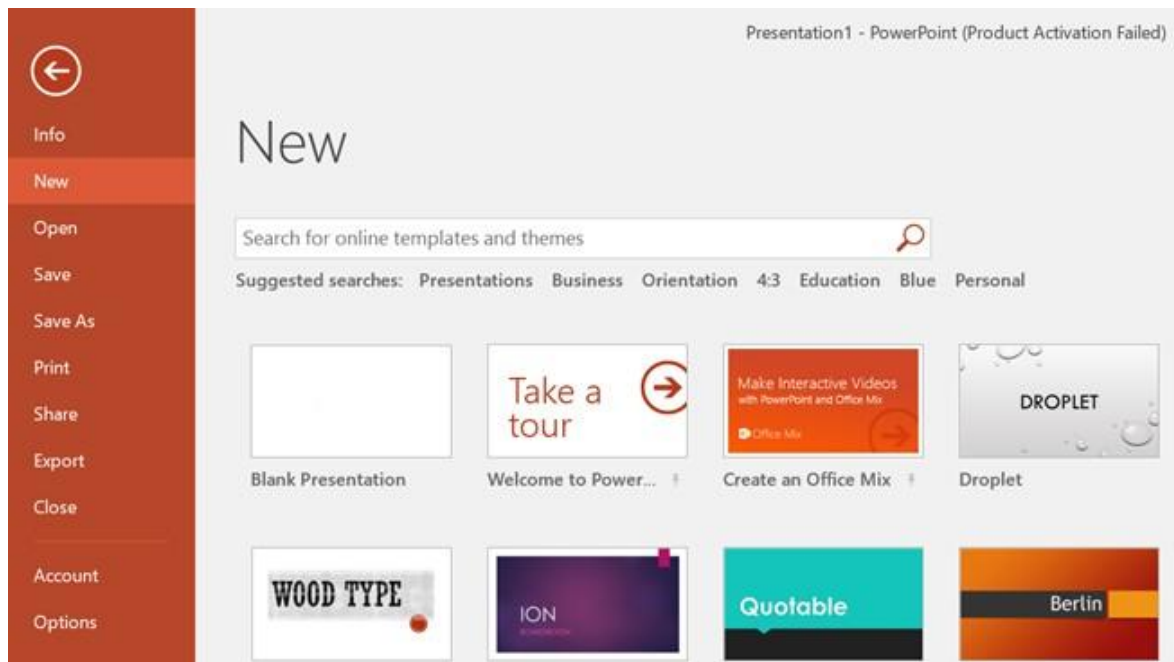 Presentation1 - PowerPoint (Product Activation Failed)
Info
New
Open
Save
Save As
Print
Share
Export
Close
Account
Options
New
Search for online templates and themes
Suggested searches: Presentations Business Orientation 4:3 Education Blue Personal
Take a
tour
Make Interactive Videos
with PowerPoint and Office Mix
Office Mix
DROPLET
Blank Presentation
Welcome to Power...
Create an Office Mix
Droplet
WOOD TYPE
ION
Quotable
Berlin